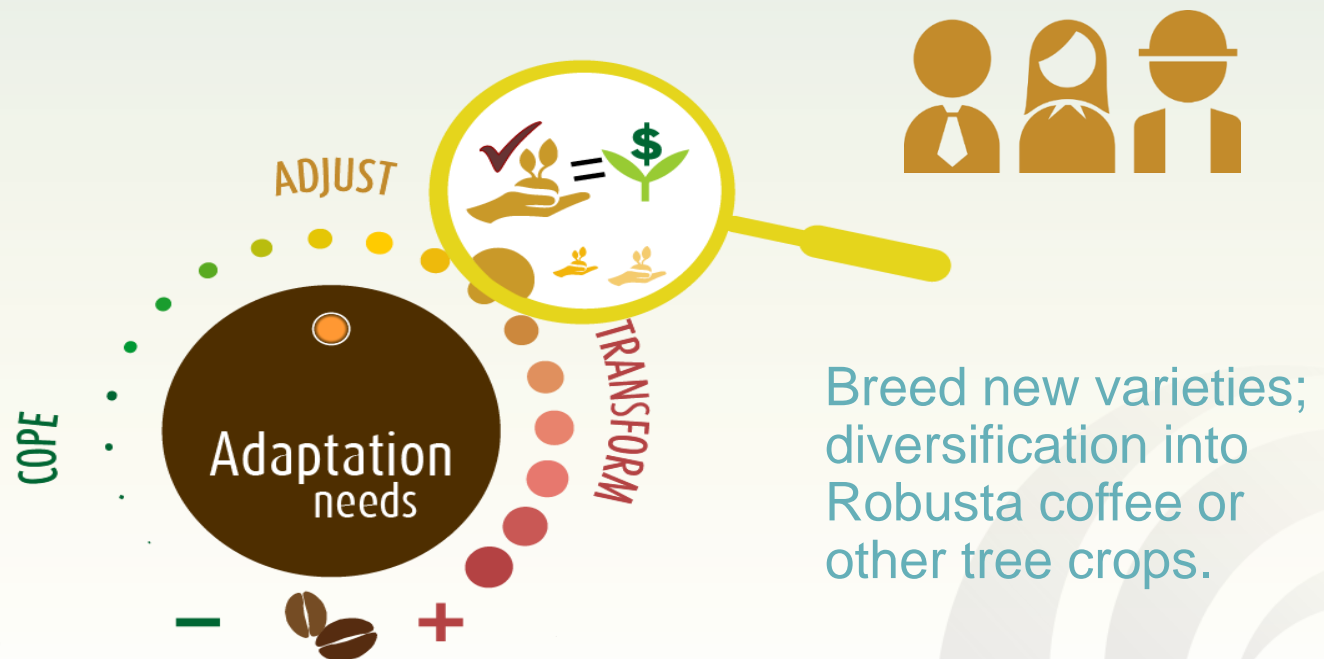 ADJUST
$
=
TRANSFORM
COPE
Adaptation
needs
− +
Breed new varieties;
diversification into
Robusta coffee or
other tree crops.